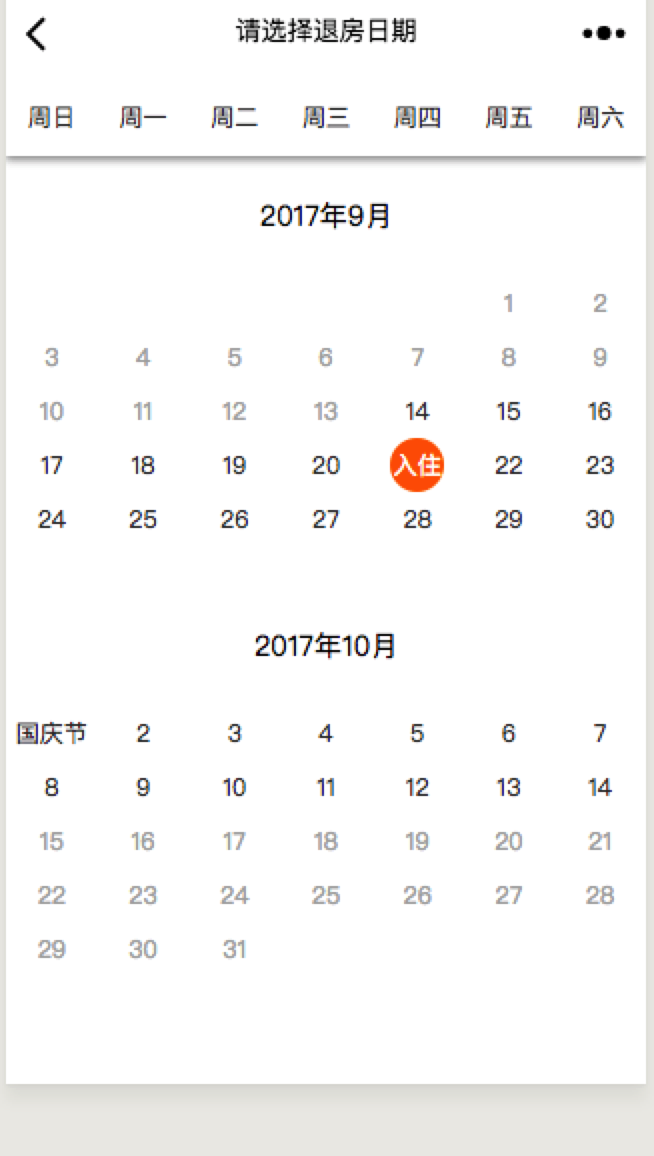 请选择退房日期
周日 周一 周二 周三 周四 周五 周六
2017年9月
1 2
3 4 5 6 7 8 9
10 11 12 13 14 15 16
17 18 19 20 入住 22 23
24 25 26 27 28 29 30
2017年10月
国庆节 2 3 4 5 6 7
8 9 10 11 12 13 14
15 16 17 18 19 20 21
22 23 24 25 26 27 28
29 30 31